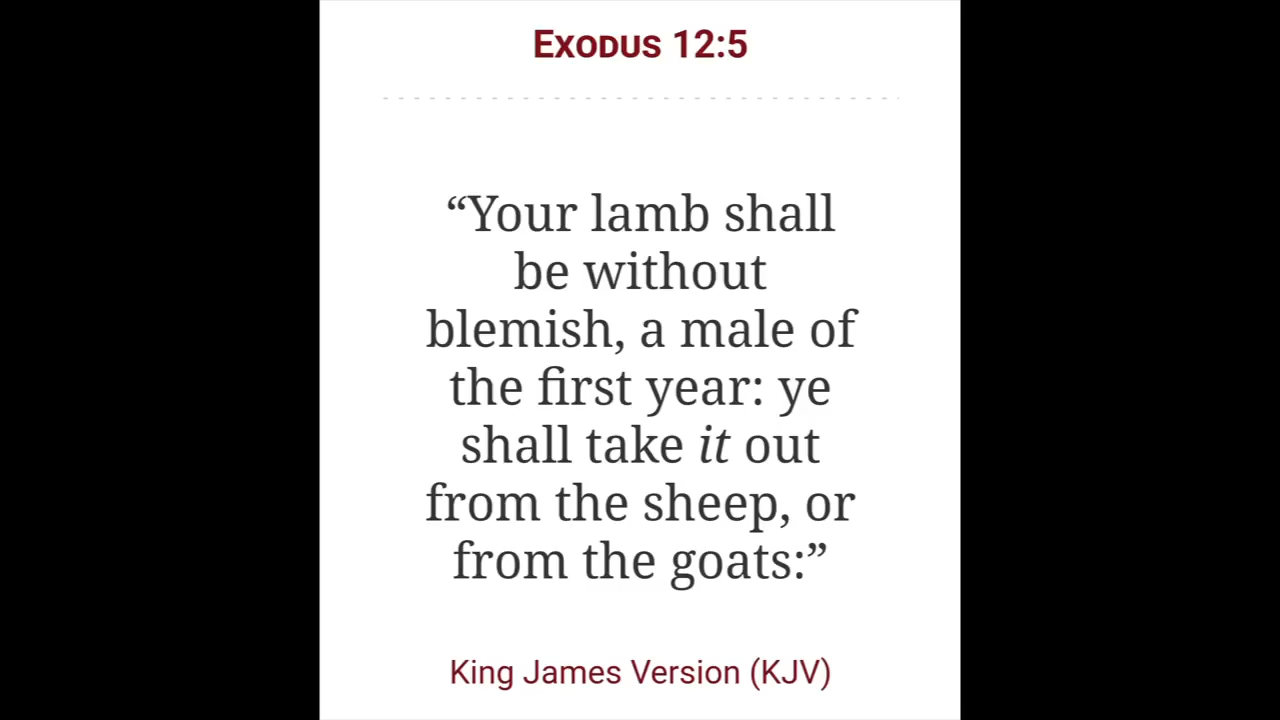 Exodus 12:5
“Your lamb shall
be without
blemish, a male of
the first year: ye
shall take it out
from the sheep, or
from the goats:”
King James Version (KJV)